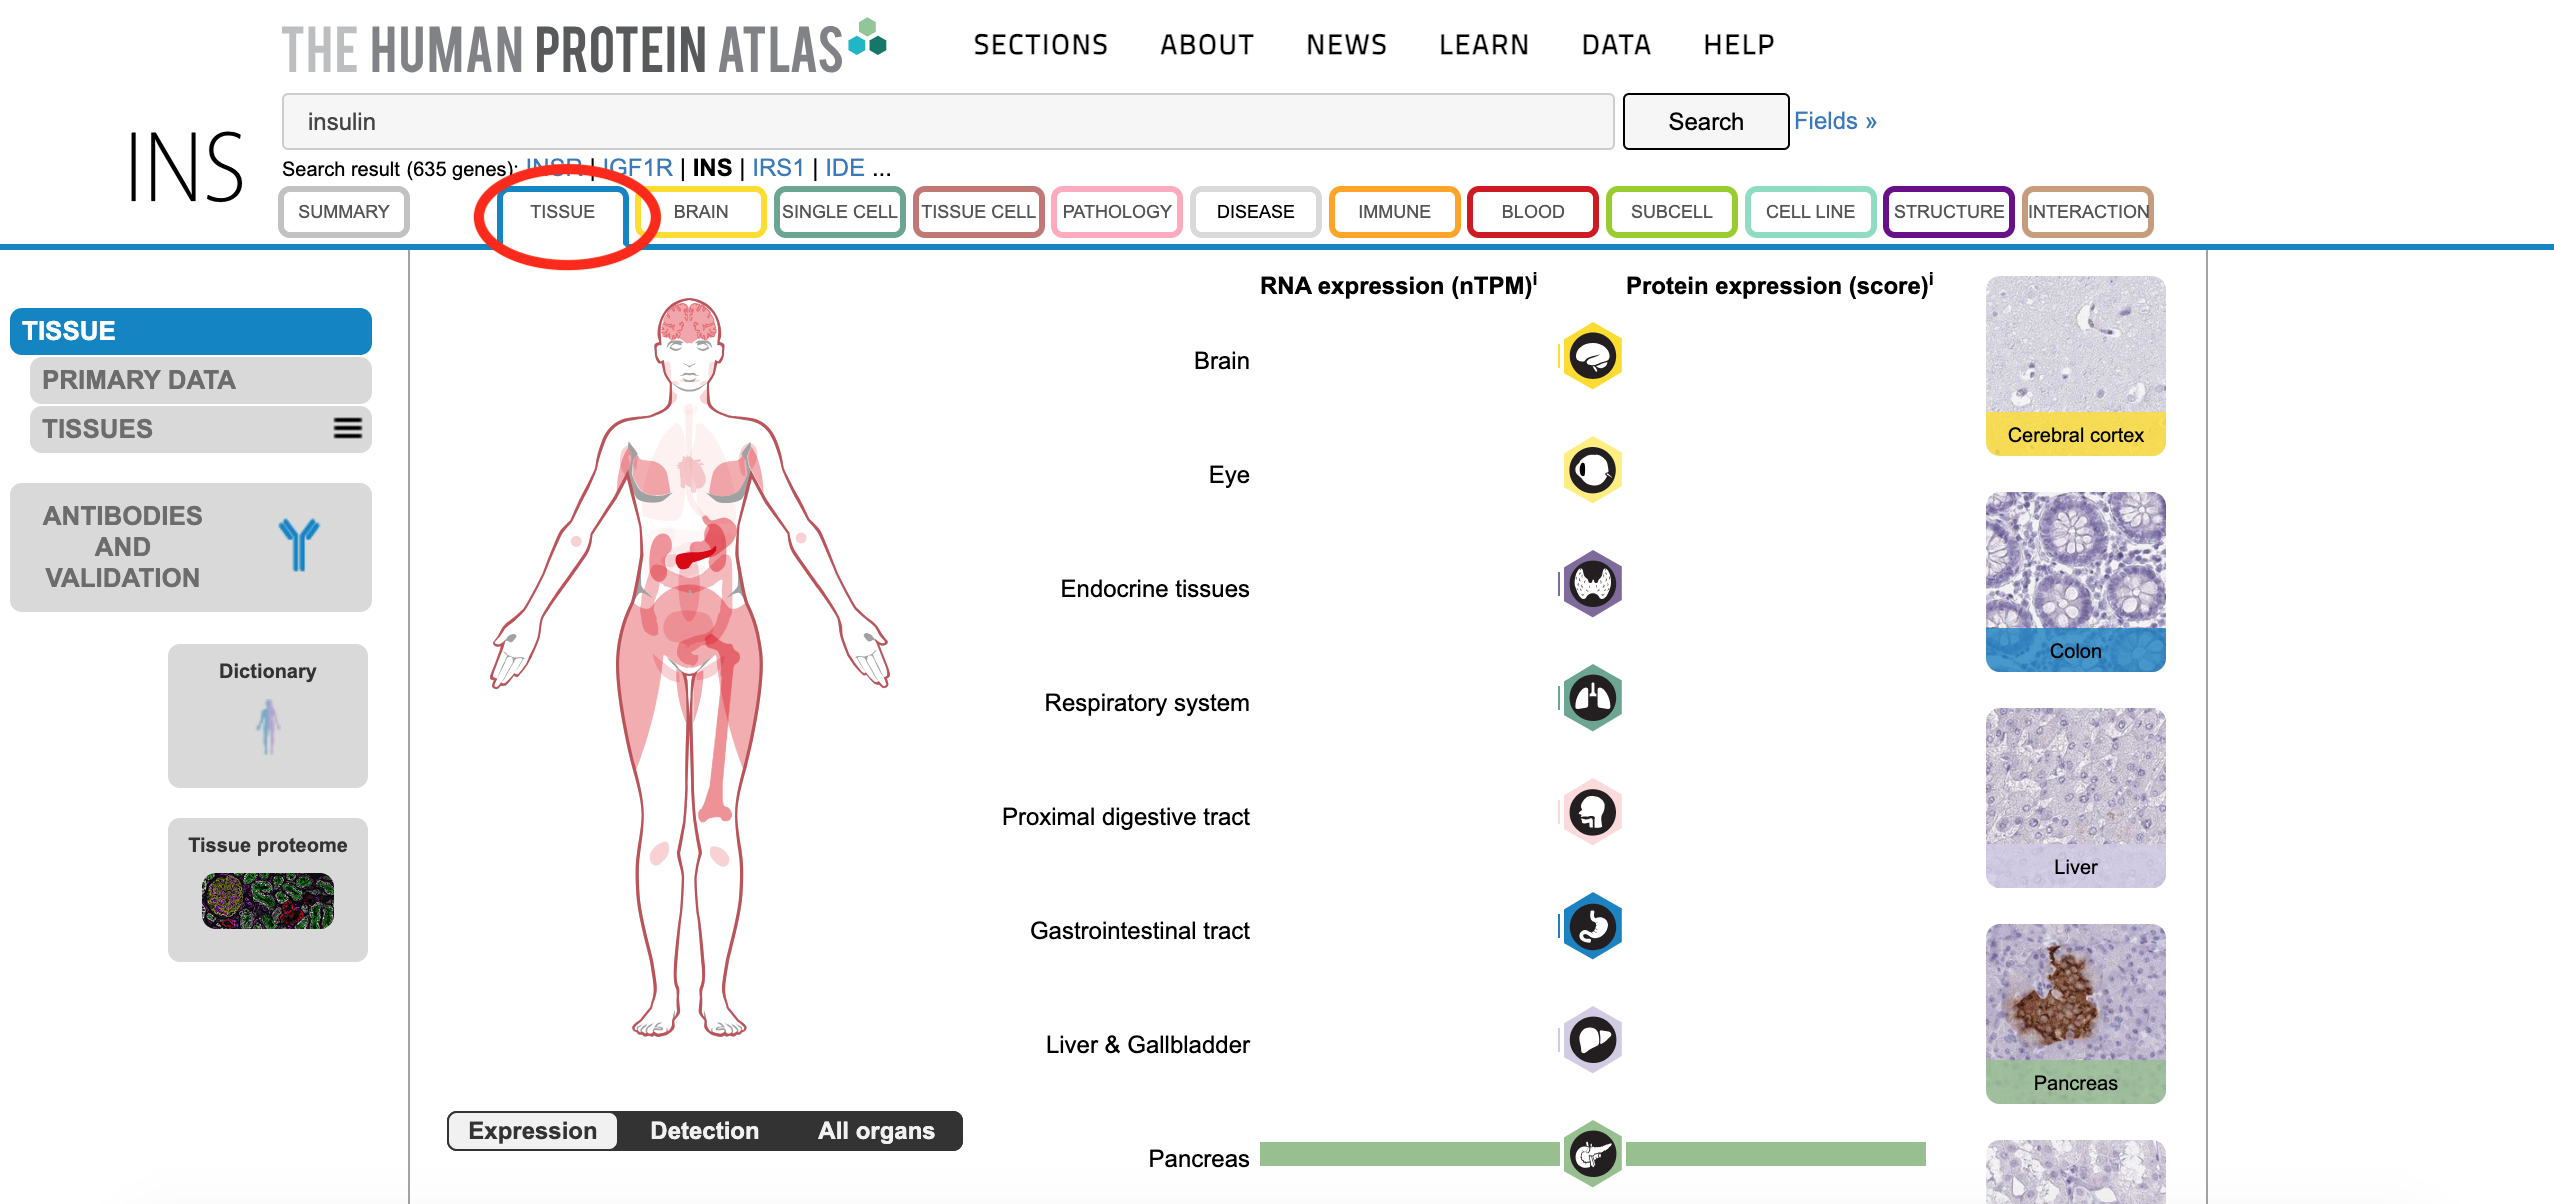 THE HUMAN PROTEIN ATLAS
SECTIONS ABOUT NEWS LEARN DATA HELP
insulin
Search
Fields »
INS
Search result (635 genes): INSR | IGF1R | INS | IRS1 | IDE ...
SUMMARY TISSUE BRAIN SINGLE CELL TISSUE CELL PATHOLOGY DISEASE IMMUNE BLOOD SUBCELL CELL LINE STRUCTURE INTERACTION
TISSUE
PRIMARY DATA
TISSUES
ANTIBODIES
AND
VALIDATION
Dictionary
Tissue proteome
Expression Detection All organs
RNA expression (nTPM)i Protein expression (score)i
Brain
Eye
Endocrine tissues
Respiratory system
Proximal digestive tract
Gastrointestinal tract
Liver & Gallbladder
Pancreas
Cerebral cortex
Colon
Liver
Pancreas